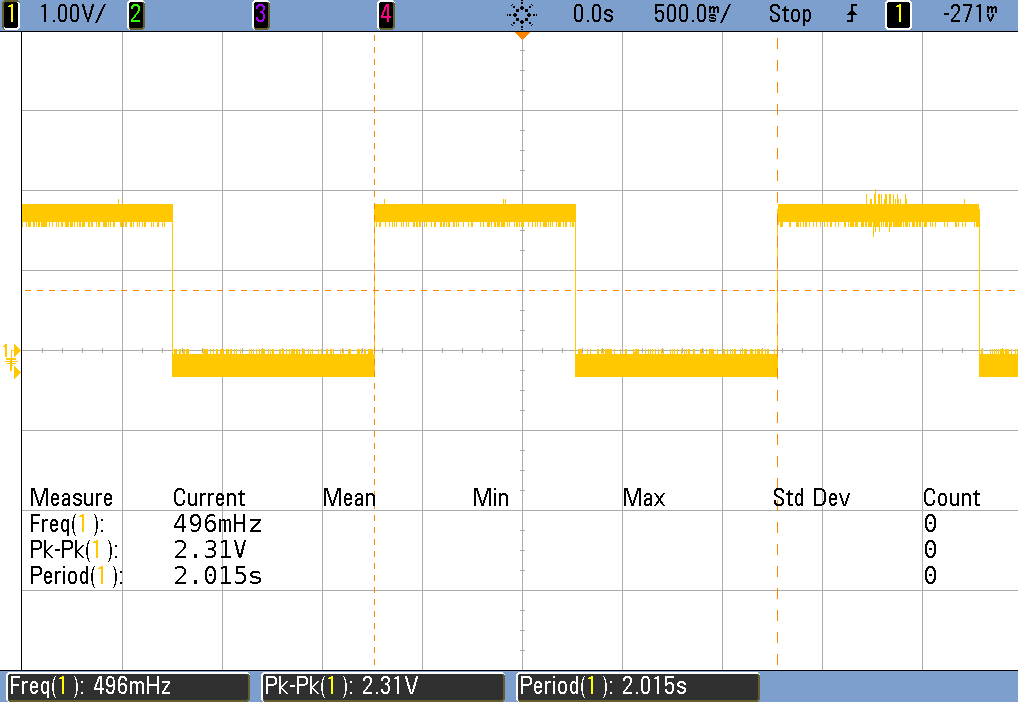 1 1.00V/ 2 3 4 0.0s 500.0ms/ Stop 1 -271mV
1
T
Measure Current Mean Min Max Std Dev Count
Freq(1): 496mHz 0
Pk-Pk(1): 2.31V 0
Period(1): 2.015s 0
Freq(1): 496mHz Pk-Pk(1): 2.31V Period(1): 2.015s